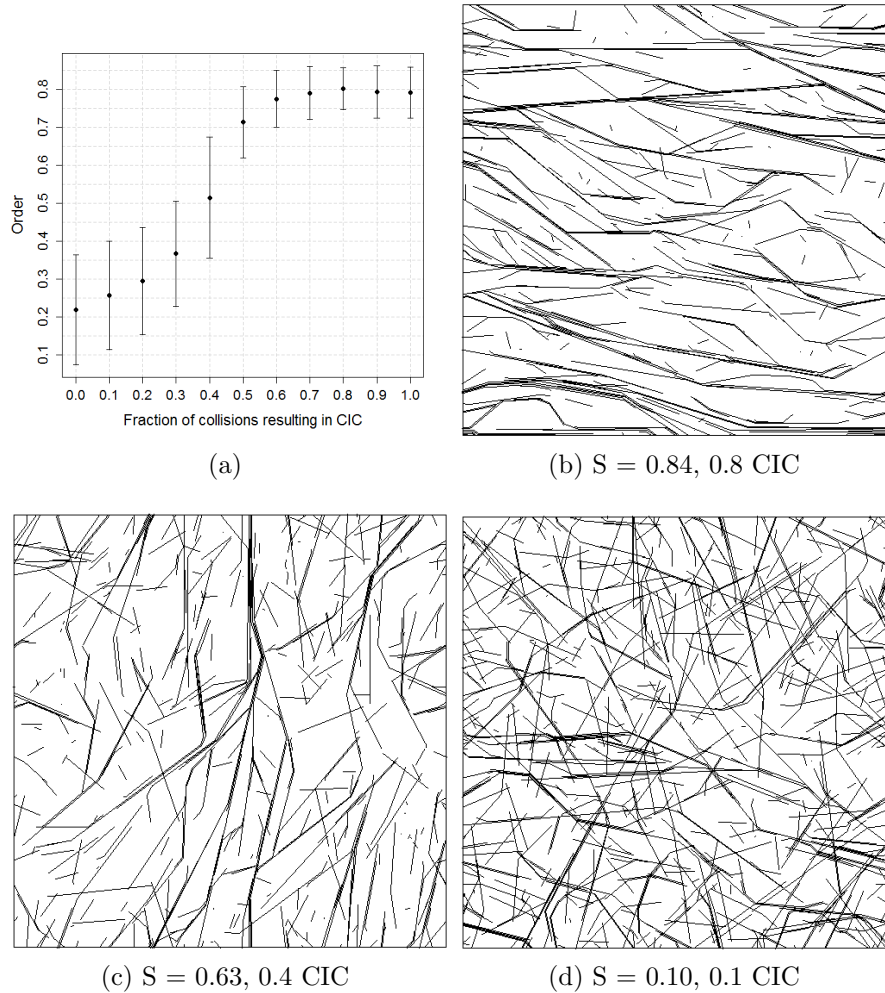 Order
0.8
0.7
0.6
0.5
0.4
0.3
0.2
0.1
0.0 0.1 0.2 0.3 0.4 0.5 0.6 0.7 0.8 0.9 1.0
Fraction of collisions resulting in CIC
(a)
(b) S = 0.84, 0.8 CIC
(c) S = 0.63, 0.4 CIC
(d) S = 0.10, 0.1 CIC